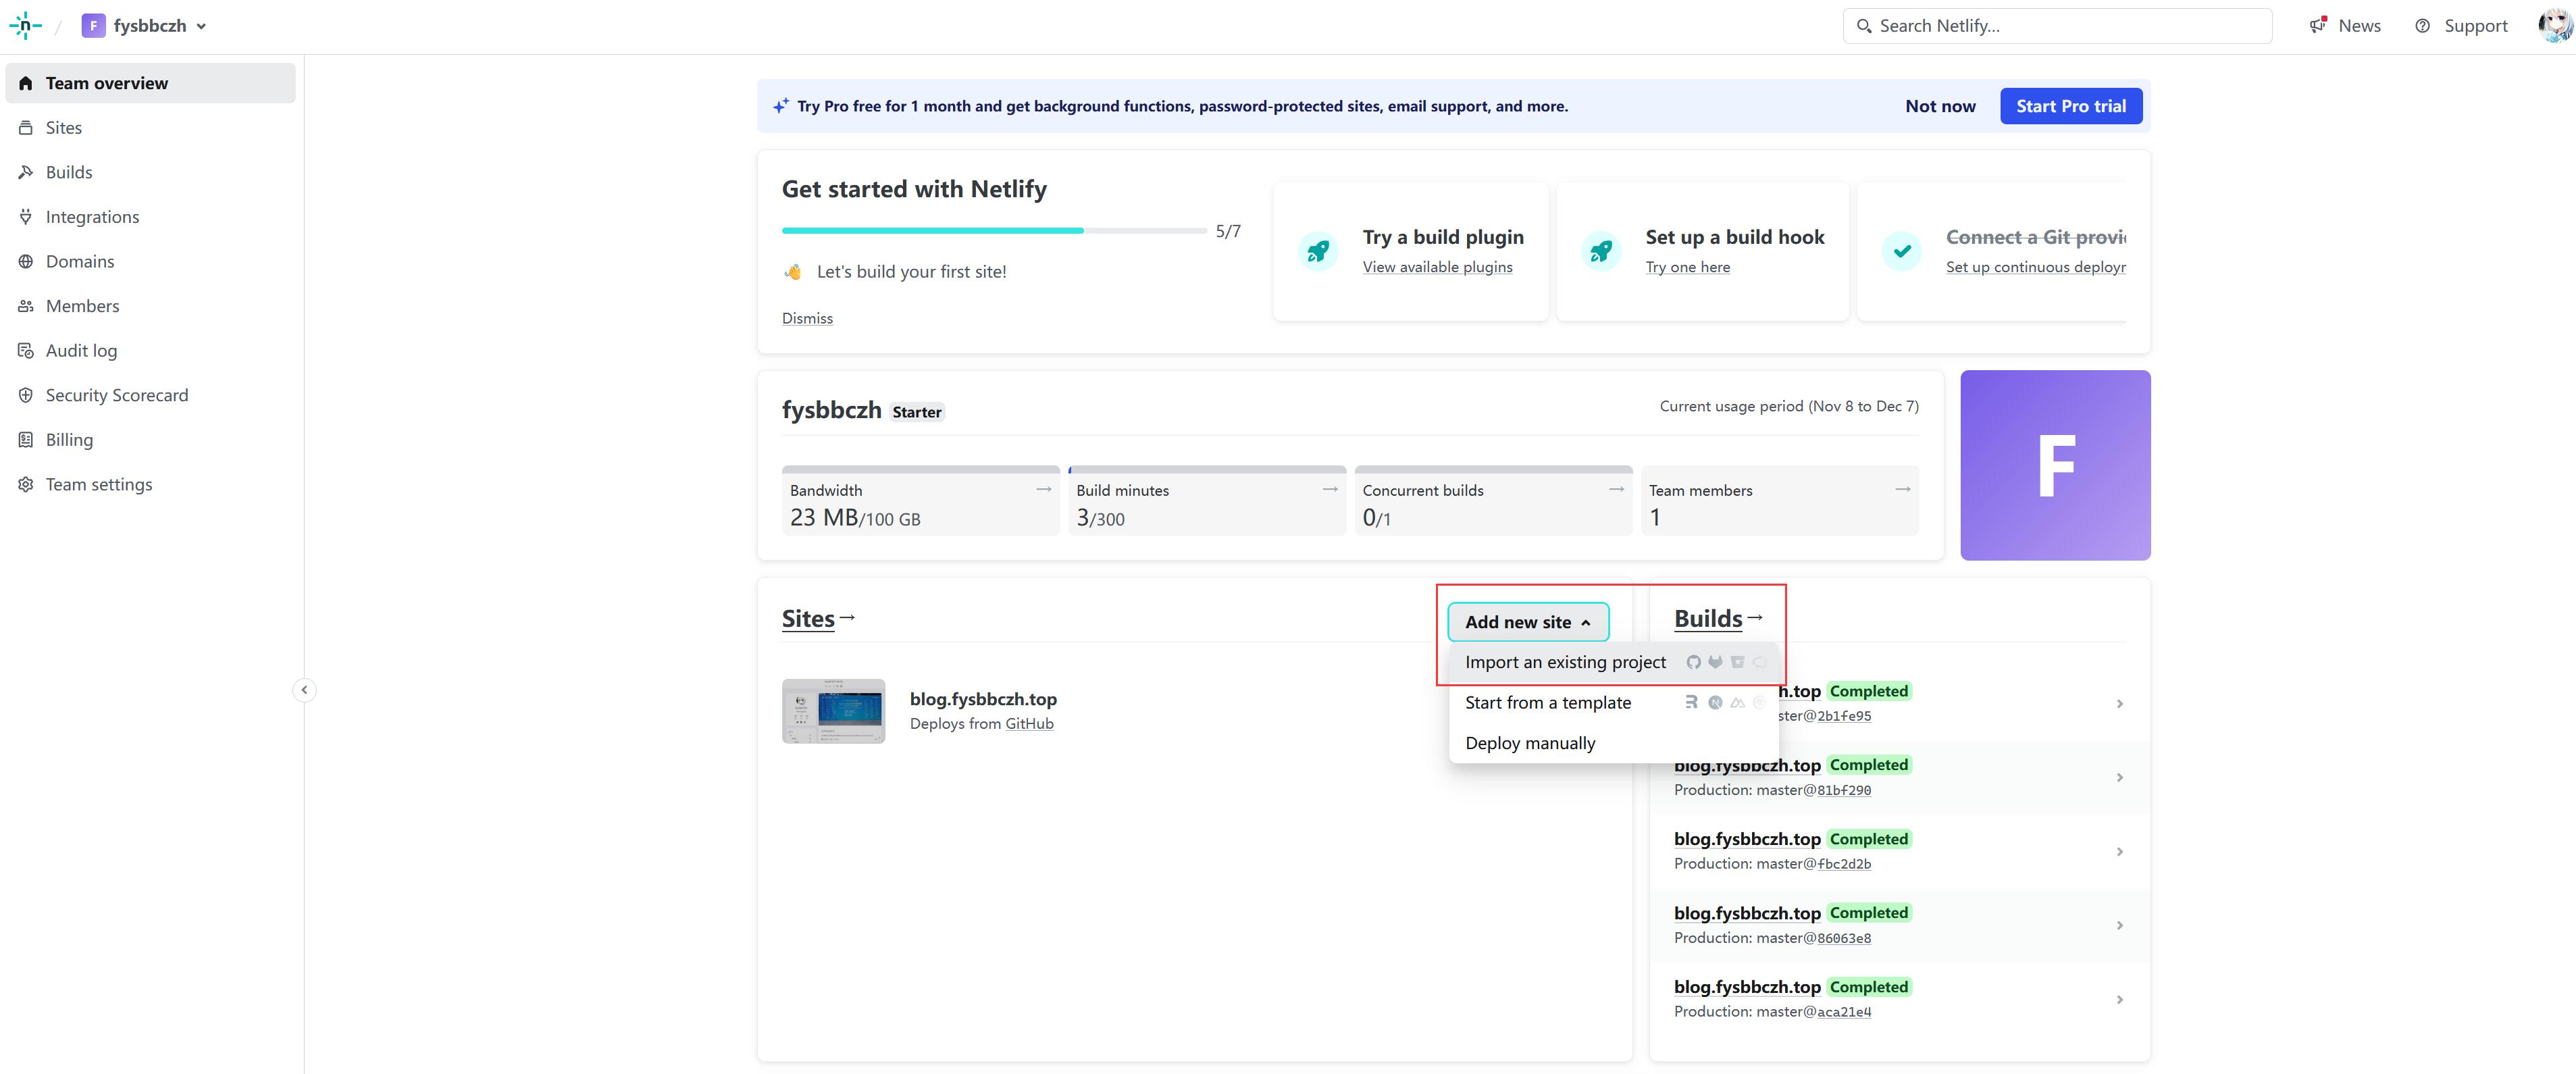 n / F fysbbczh
Search Netlify...
News
Support
Team overview
Sites
Builds
Integrations
Domains
Members
Audit log
Security Scorecard
Billing
Team settings
Try Pro free for 1 month and get background functions, password-protected sites, email support, and more.
Not now
Start Pro trial
Get started with Netlify
5/7
👋 Let's build your first site!
Dismiss
Try a build plugin
View available plugins
Set up a build hook
Try one here
Connect a Git provi
Set up continuous deployr
fysbbczh Starter
Current usage period (Nov 8 to Dec 7)
Bandwidth →
23 MB/100 GB
Build minutes →
3/300
Concurrent builds →
0/1
Team members →
1
F
Sites →
Add new site
Import an existing project
Start from a template
Deploy manually
blog.fysbbczh.top
Deploys from GitHub
Builds →
h.top Completed
ster@2b1fe95
blog.fysbbczh.top Completed
Production: master@81bf290
blog.fysbbczh.top Completed
Production: master@fbc2d2b
blog.fysbbczh.top Completed
Production: master@86063e8
blog.fysbbczh.top Completed
Production: master@aca21e4